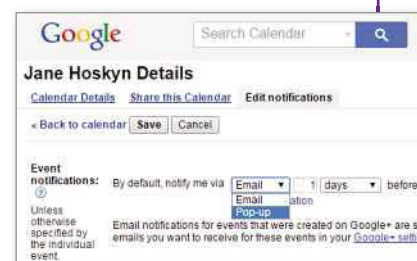 Google
Search Calendar
Jane Hoskyn Details
Calendar Details Share this Calendar Edit notifications
« Back to calendar Save Cancel
Event
notifications: By default, notify me via Email 1 days before
Email ation
Pop-up
Unless
otherwise
specified by
the individual
event.
Email notifications for events that were created on Google+ are s
emails you want to receive for these events in your Google+ setti